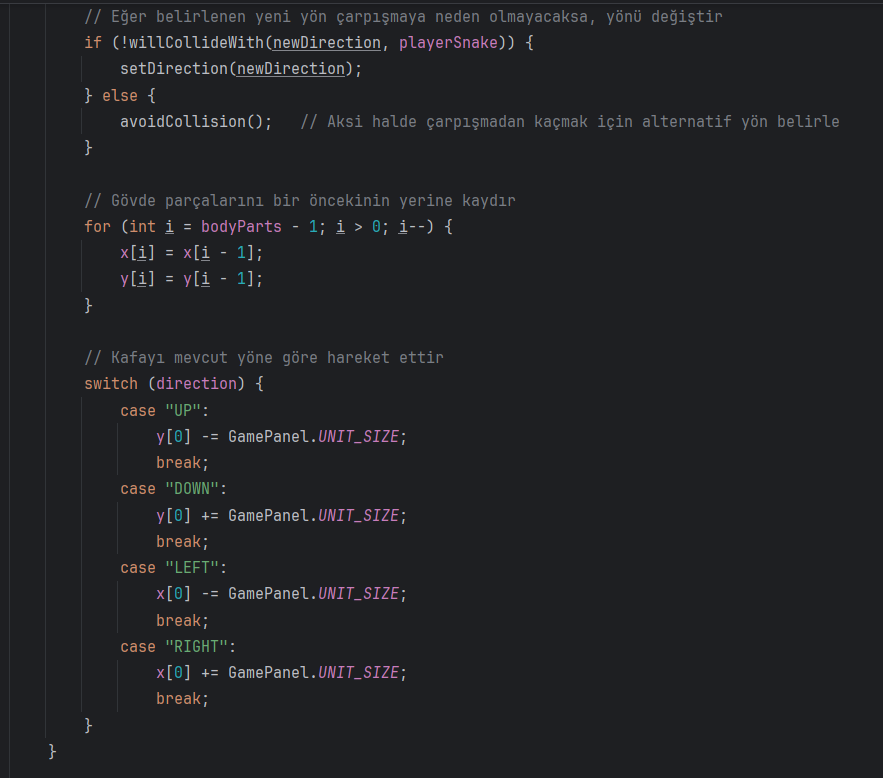 // Eğer belirlenen yeni yön çarpışmaya neden olmayacaksa, yönü değiştir
if (!willCollideWith(newDirection, playerSnake)) {
setDirection(newDirection);
} else {
avoidCollision();   // Aksi halde çarpışmadan kaçmak için alternatif yön belirle
}
// Gövde parçalarını bir öncekinin yerine kaydır
for (int i = bodyParts - 1; i > 0; i--) {
x[i] = x[i - 1];
y[i] = y[i - 1];
}
// Kafayı mevcut yöne göre hareket ettir
switch (direction) {
case "UP":
y[0] -= GamePanel.UNIT_SIZE;
break;
case "DOWN":
y[0] += GamePanel.UNIT_SIZE;
break;
case "LEFT":
x[0] -= GamePanel.UNIT_SIZE;
break;
case "RIGHT":
x[0] += GamePanel.UNIT_SIZE;
break;
}
}